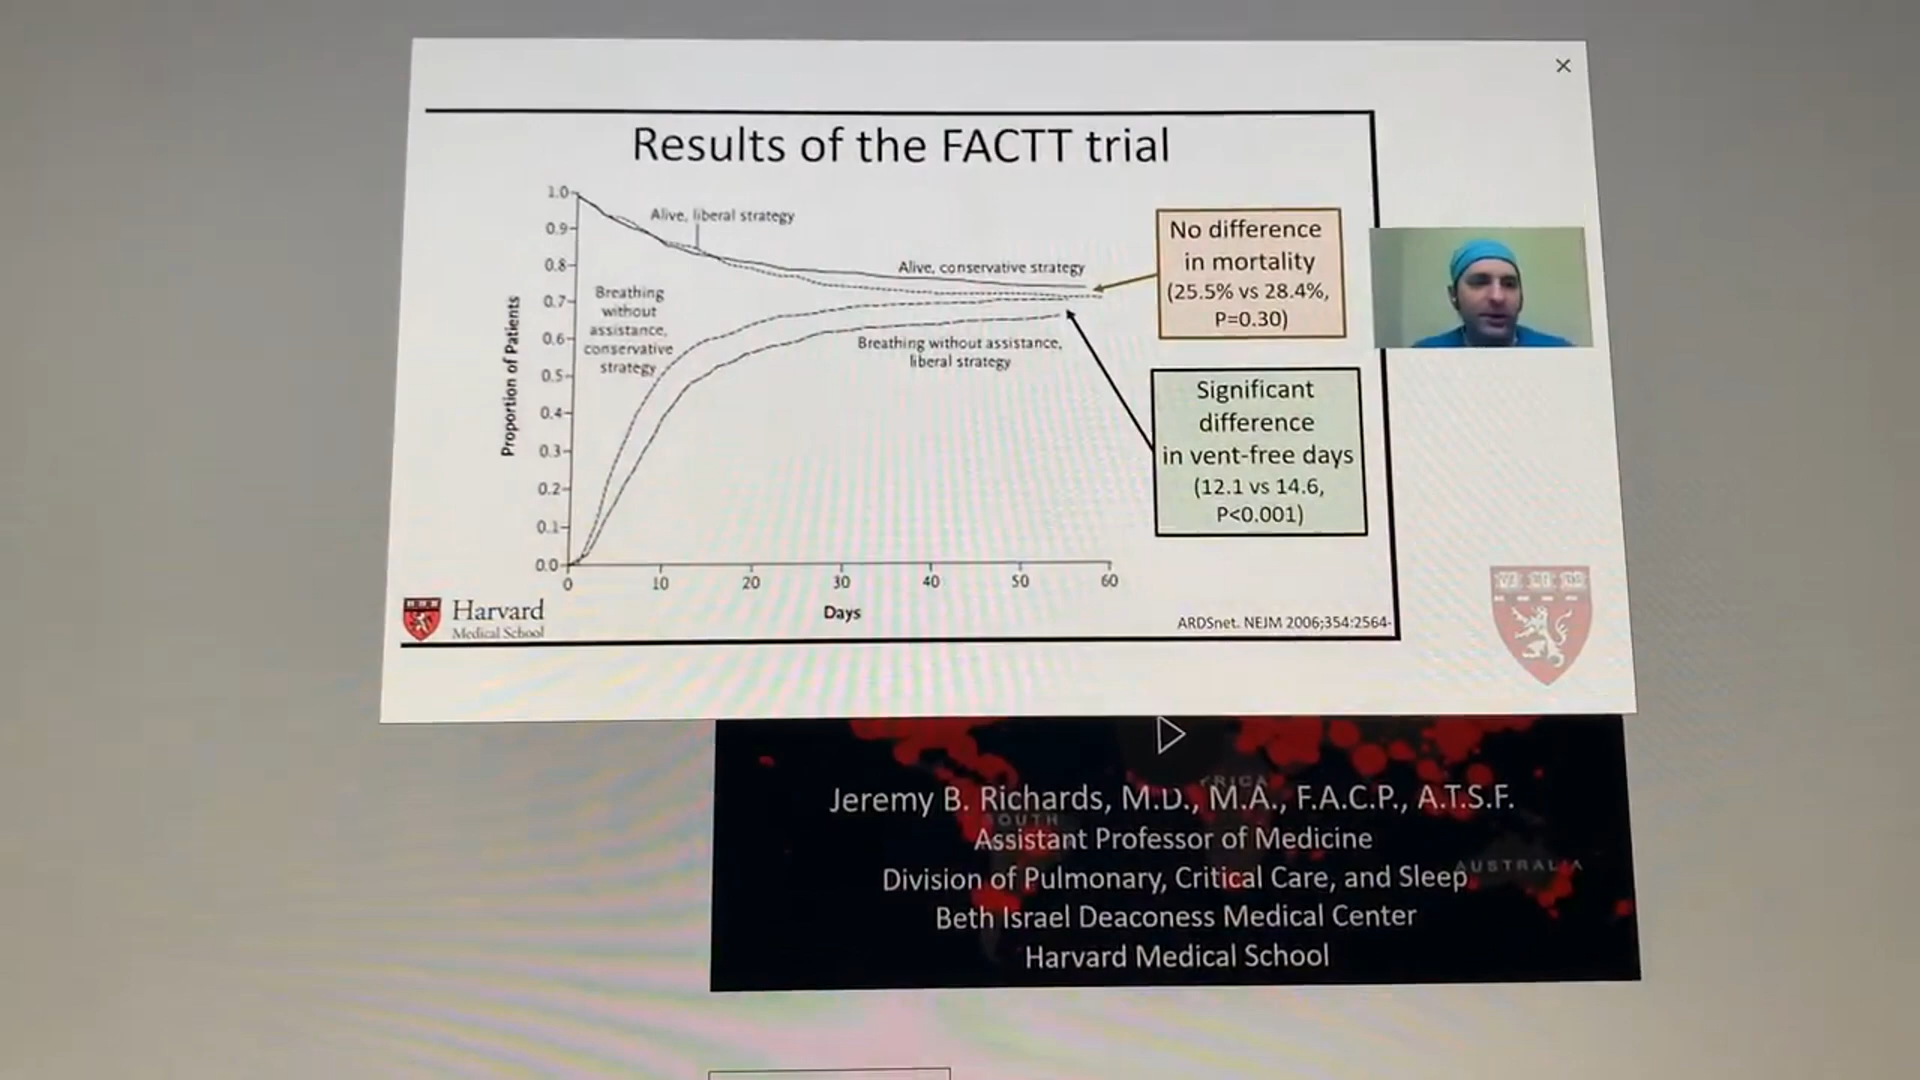 Results of the FACTT trial
1.0
0.9
0.8
0.7
0.6
0.5
0.4
0.3
0.2
0.1
0.0
Proportion of Patients
0
10
20
30
40
50
60
Days
Alive, liberal strategy
Alive, conservative strategy
Breathing
without
assistance,
conservative
strategy
Breathing without assistance,
liberal strategy
No difference
in mortality
(25.5% vs 28.4%,
P=0.30)
Significant
difference
in vent-free days
(12.1 vs 14.6,
P<0.001)
Harvard
Medical School
ARDSnet. NEJM 2006;354:2564-
Jeremy B. Richards, M.D., M.A., F.A.C.P., A.T.S.F.
SOUTH
Assistant Professor of Medicine
AUSTRALIA
Division of Pulmonary, Critical Care, and Sleep
Beth Israel Deaconess Medical Center
Harvard Medical School